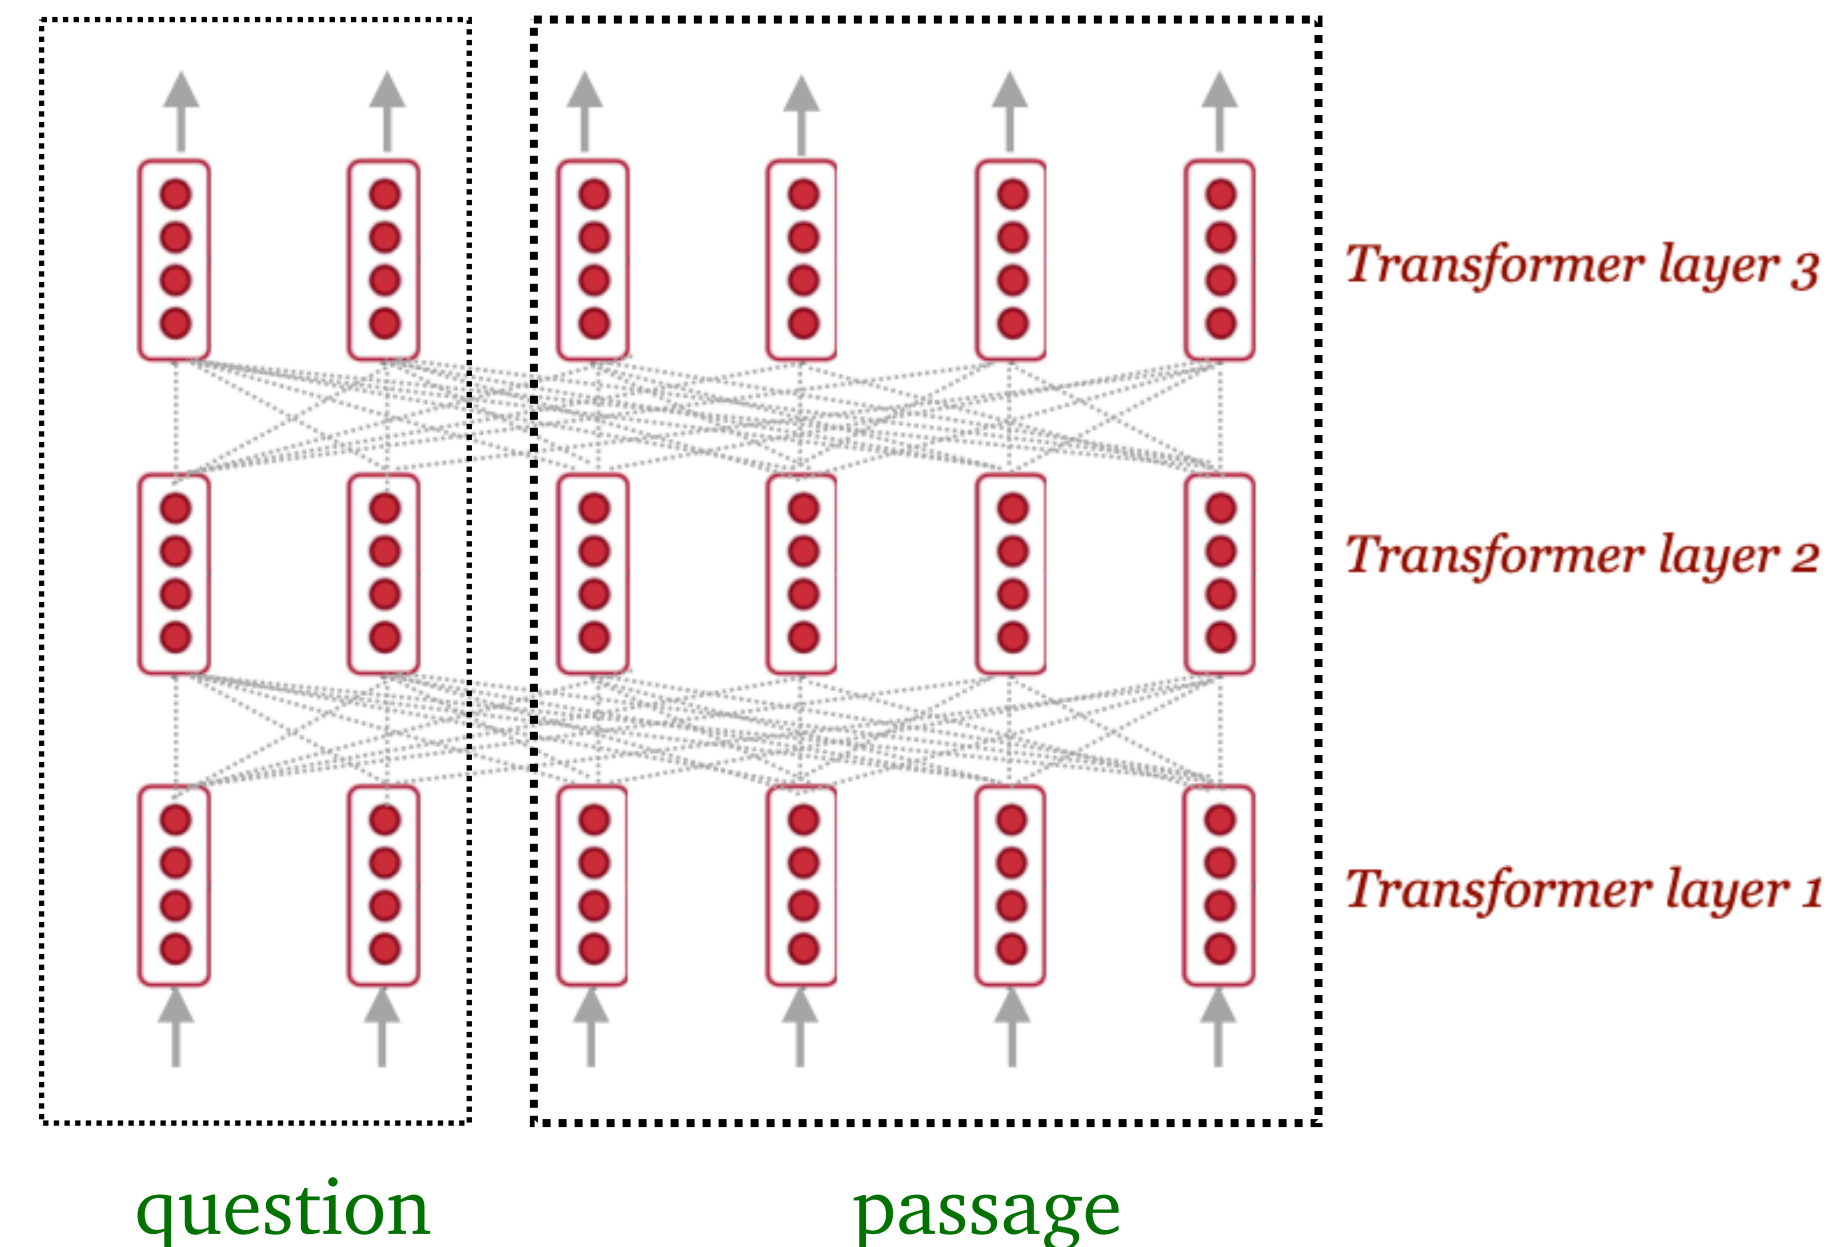 Transformer layer 3
Transformer layer 2
Transformer layer 1
question
passage